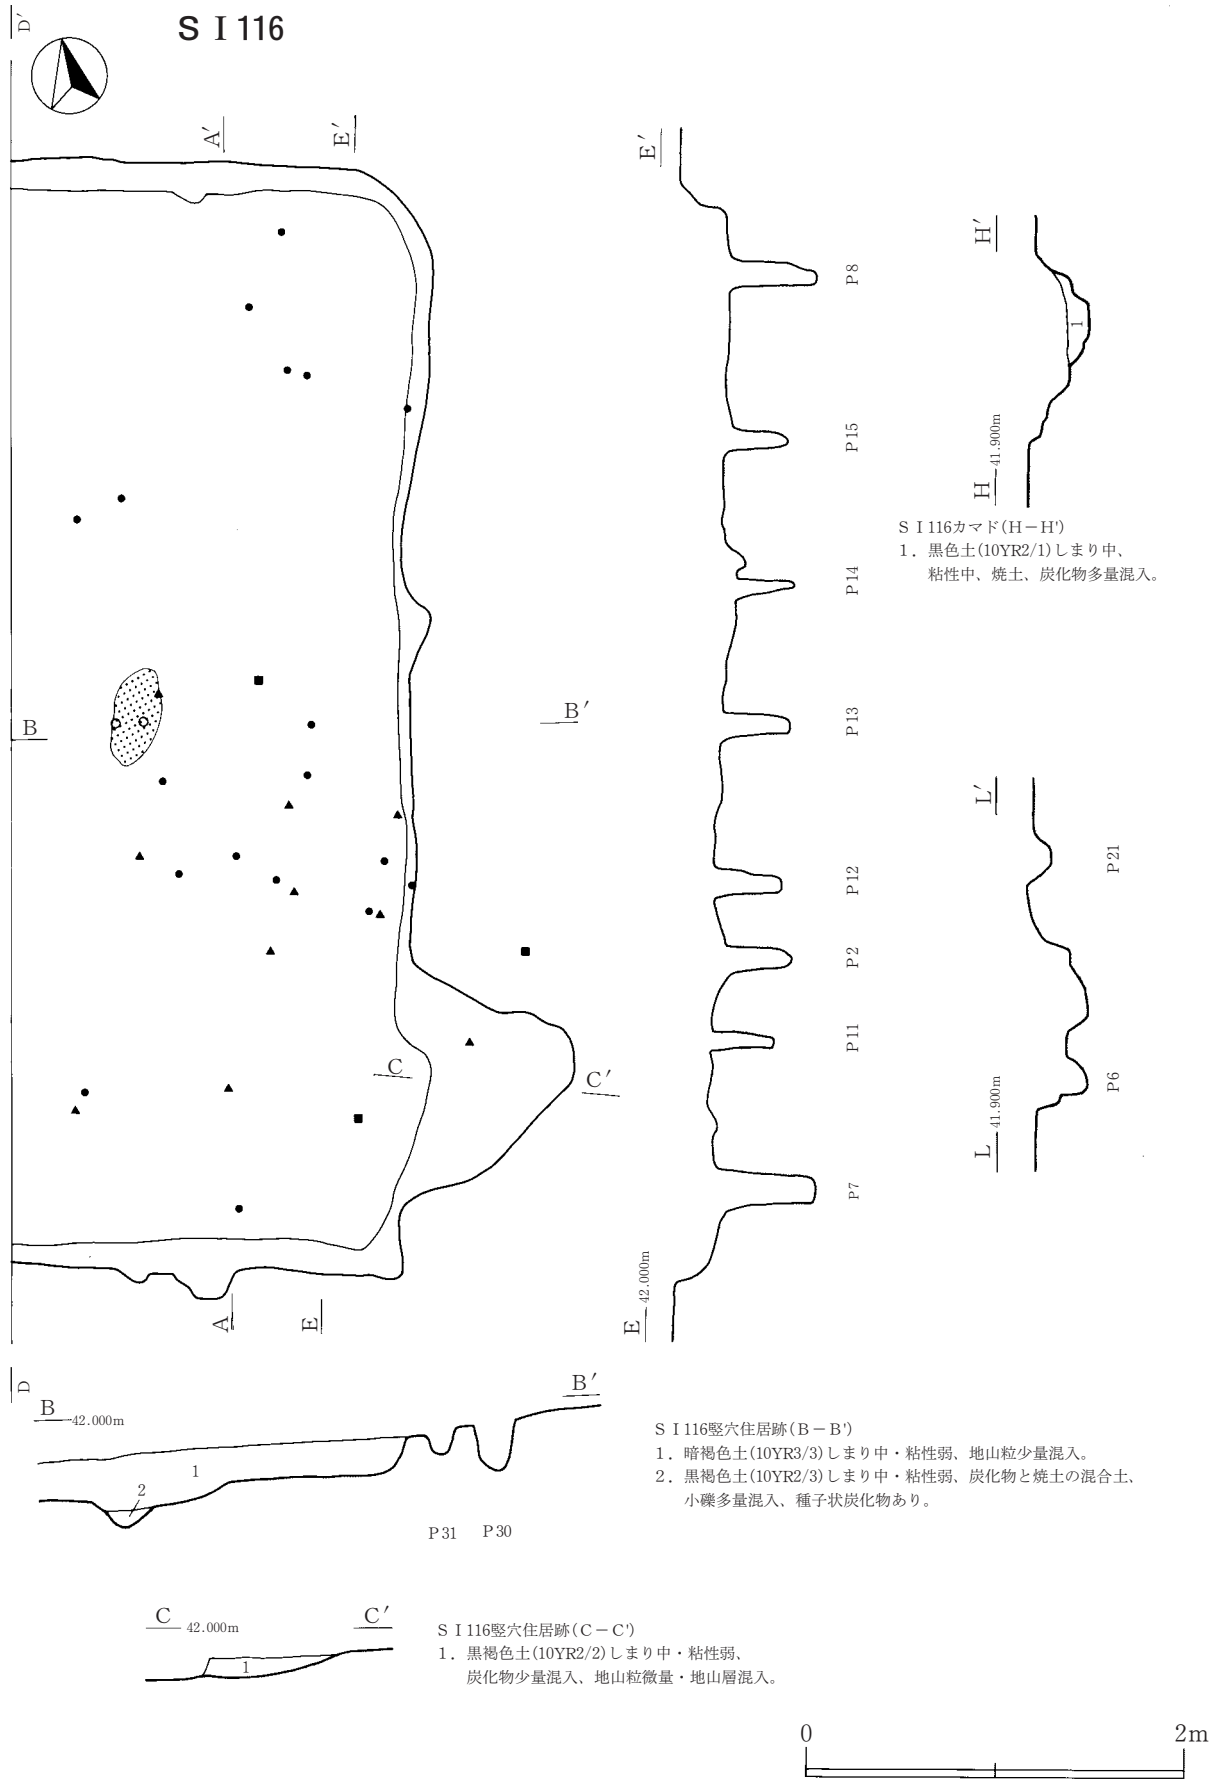 D′
S I 116
A′
E′
E′
H′
P8
1
P15
H 41.900m
S I 116カマド(H－H')
1．黒色土(10YR2/1)しまり中、
粘性中、焼土、炭化物多量混入。
P14
B
B′
P13
L′
P12
P21
P2
P11
C
C′
P6
L 41.900m
P7
E 42.000m
A
E
D
B 42.000m
B′
1
2
P31
P30
S I 116竪穴住居跡(B－B')
1．暗褐色土(10YR3/3)しまり中・粘性弱、地山粒少量混入。
2．黒褐色土(10YR2/3)しまり中・粘性弱、炭化物と焼土の混合土、
小礫多量混入、種子状炭化物あり。
C 42.000m
C′
1
S I 116竪穴住居跡(C－C')
1．黒褐色土(10YR2/2)しまり中・粘性弱、
炭化物少量混入、地山粒微量・地山層混入。
0
2m